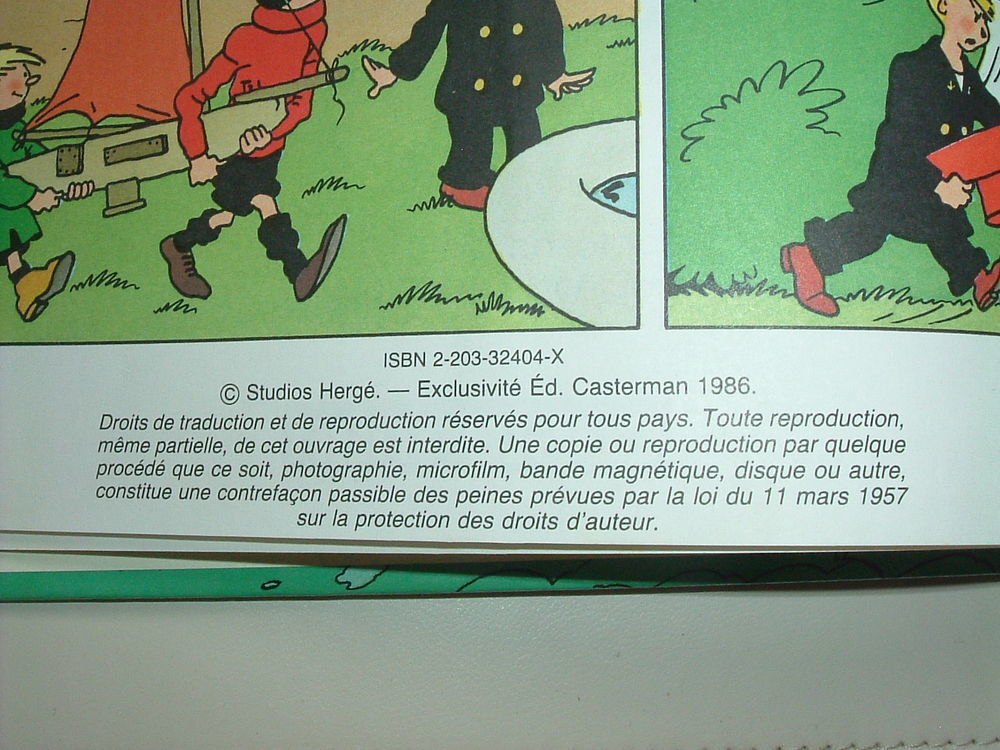 ISBN 2-203-32404-X
© Studios Hergé. — Exclusivité Éd. Casterman 1986.
Droits de traduction et de reproduction réservés pour tous pays. Toute reproduction,
même partielle, de cet ouvrage est interdite. Une copie ou reproduction par quelque
procédé que ce soit, photographie, microfilm, bande magnétique, disque ou autre,
constitue une contrefaçon passible des peines prévues par la loi du 11 mars 1957
sur la protection des droits d'auteur.